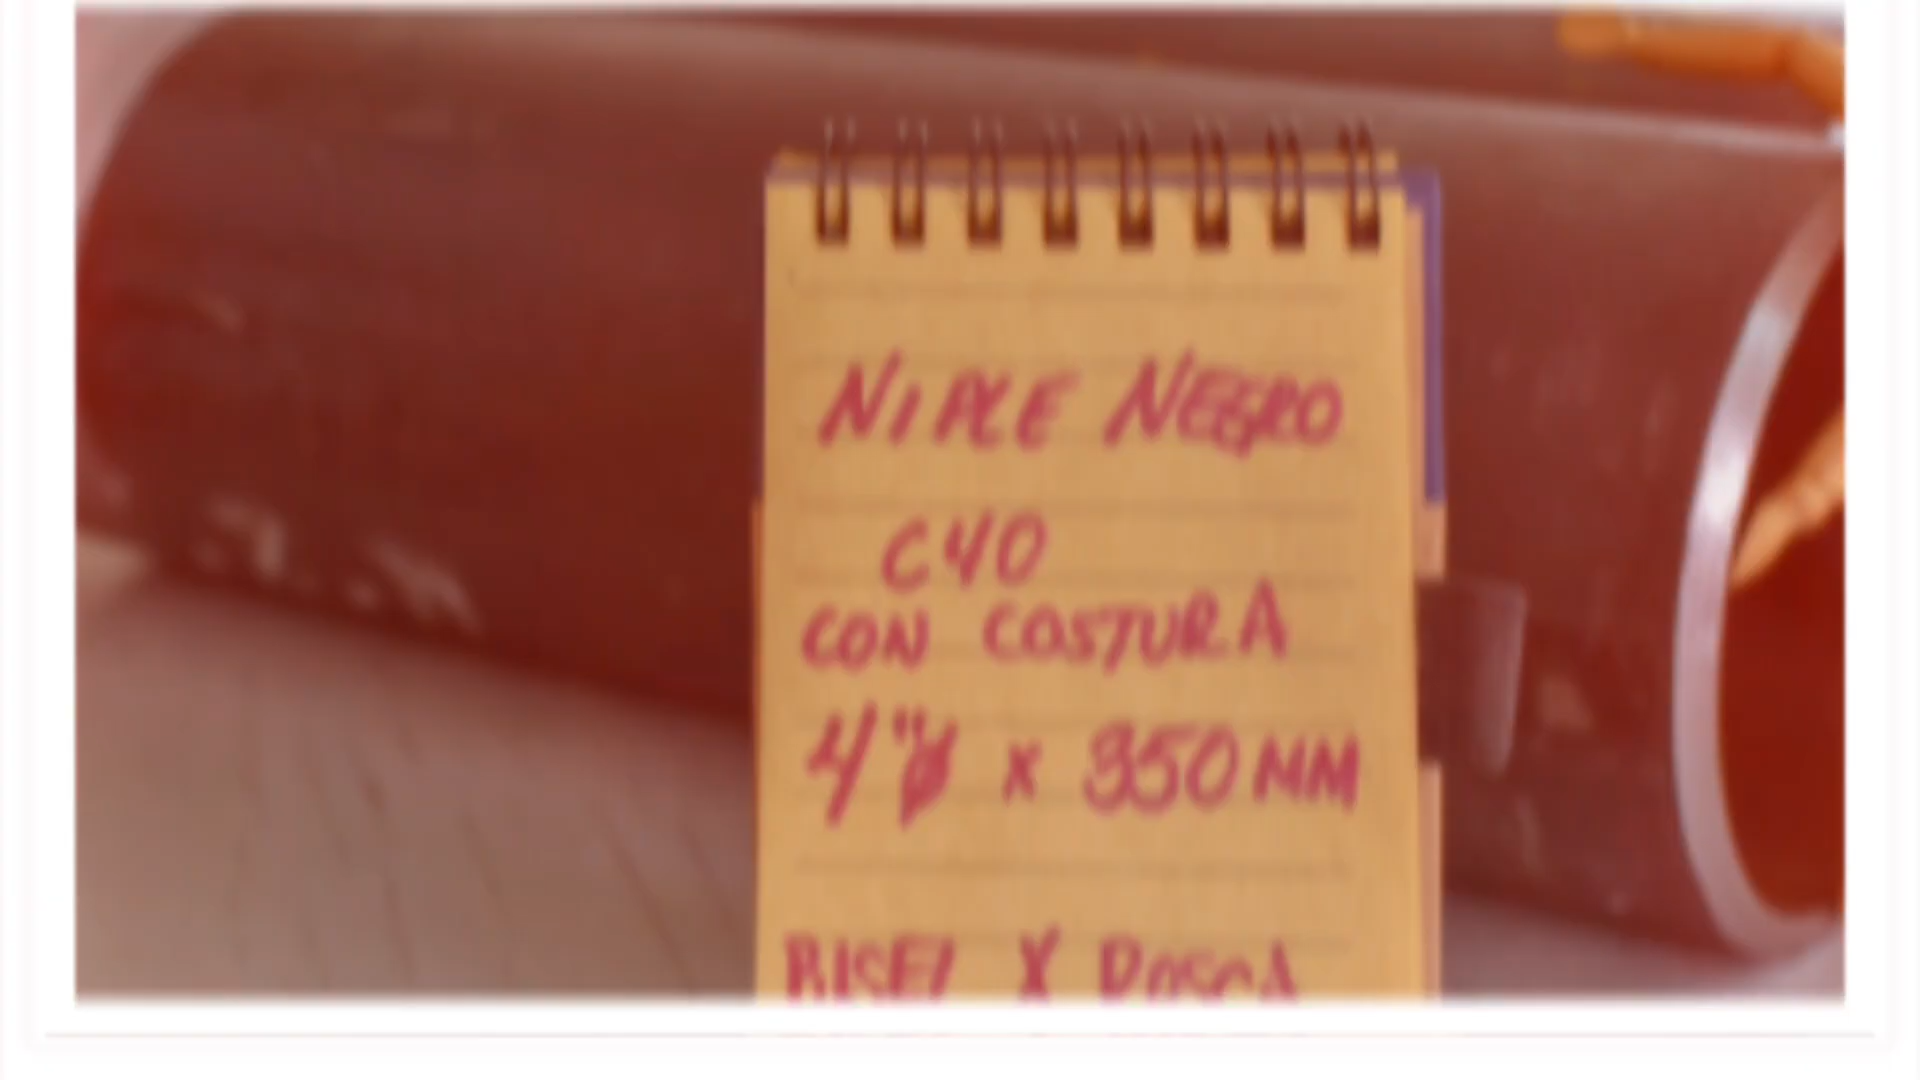 NIPLE NEGRO
C40
CON COSTURA
4"Ø x 350 MM
BISEL X ROSCA